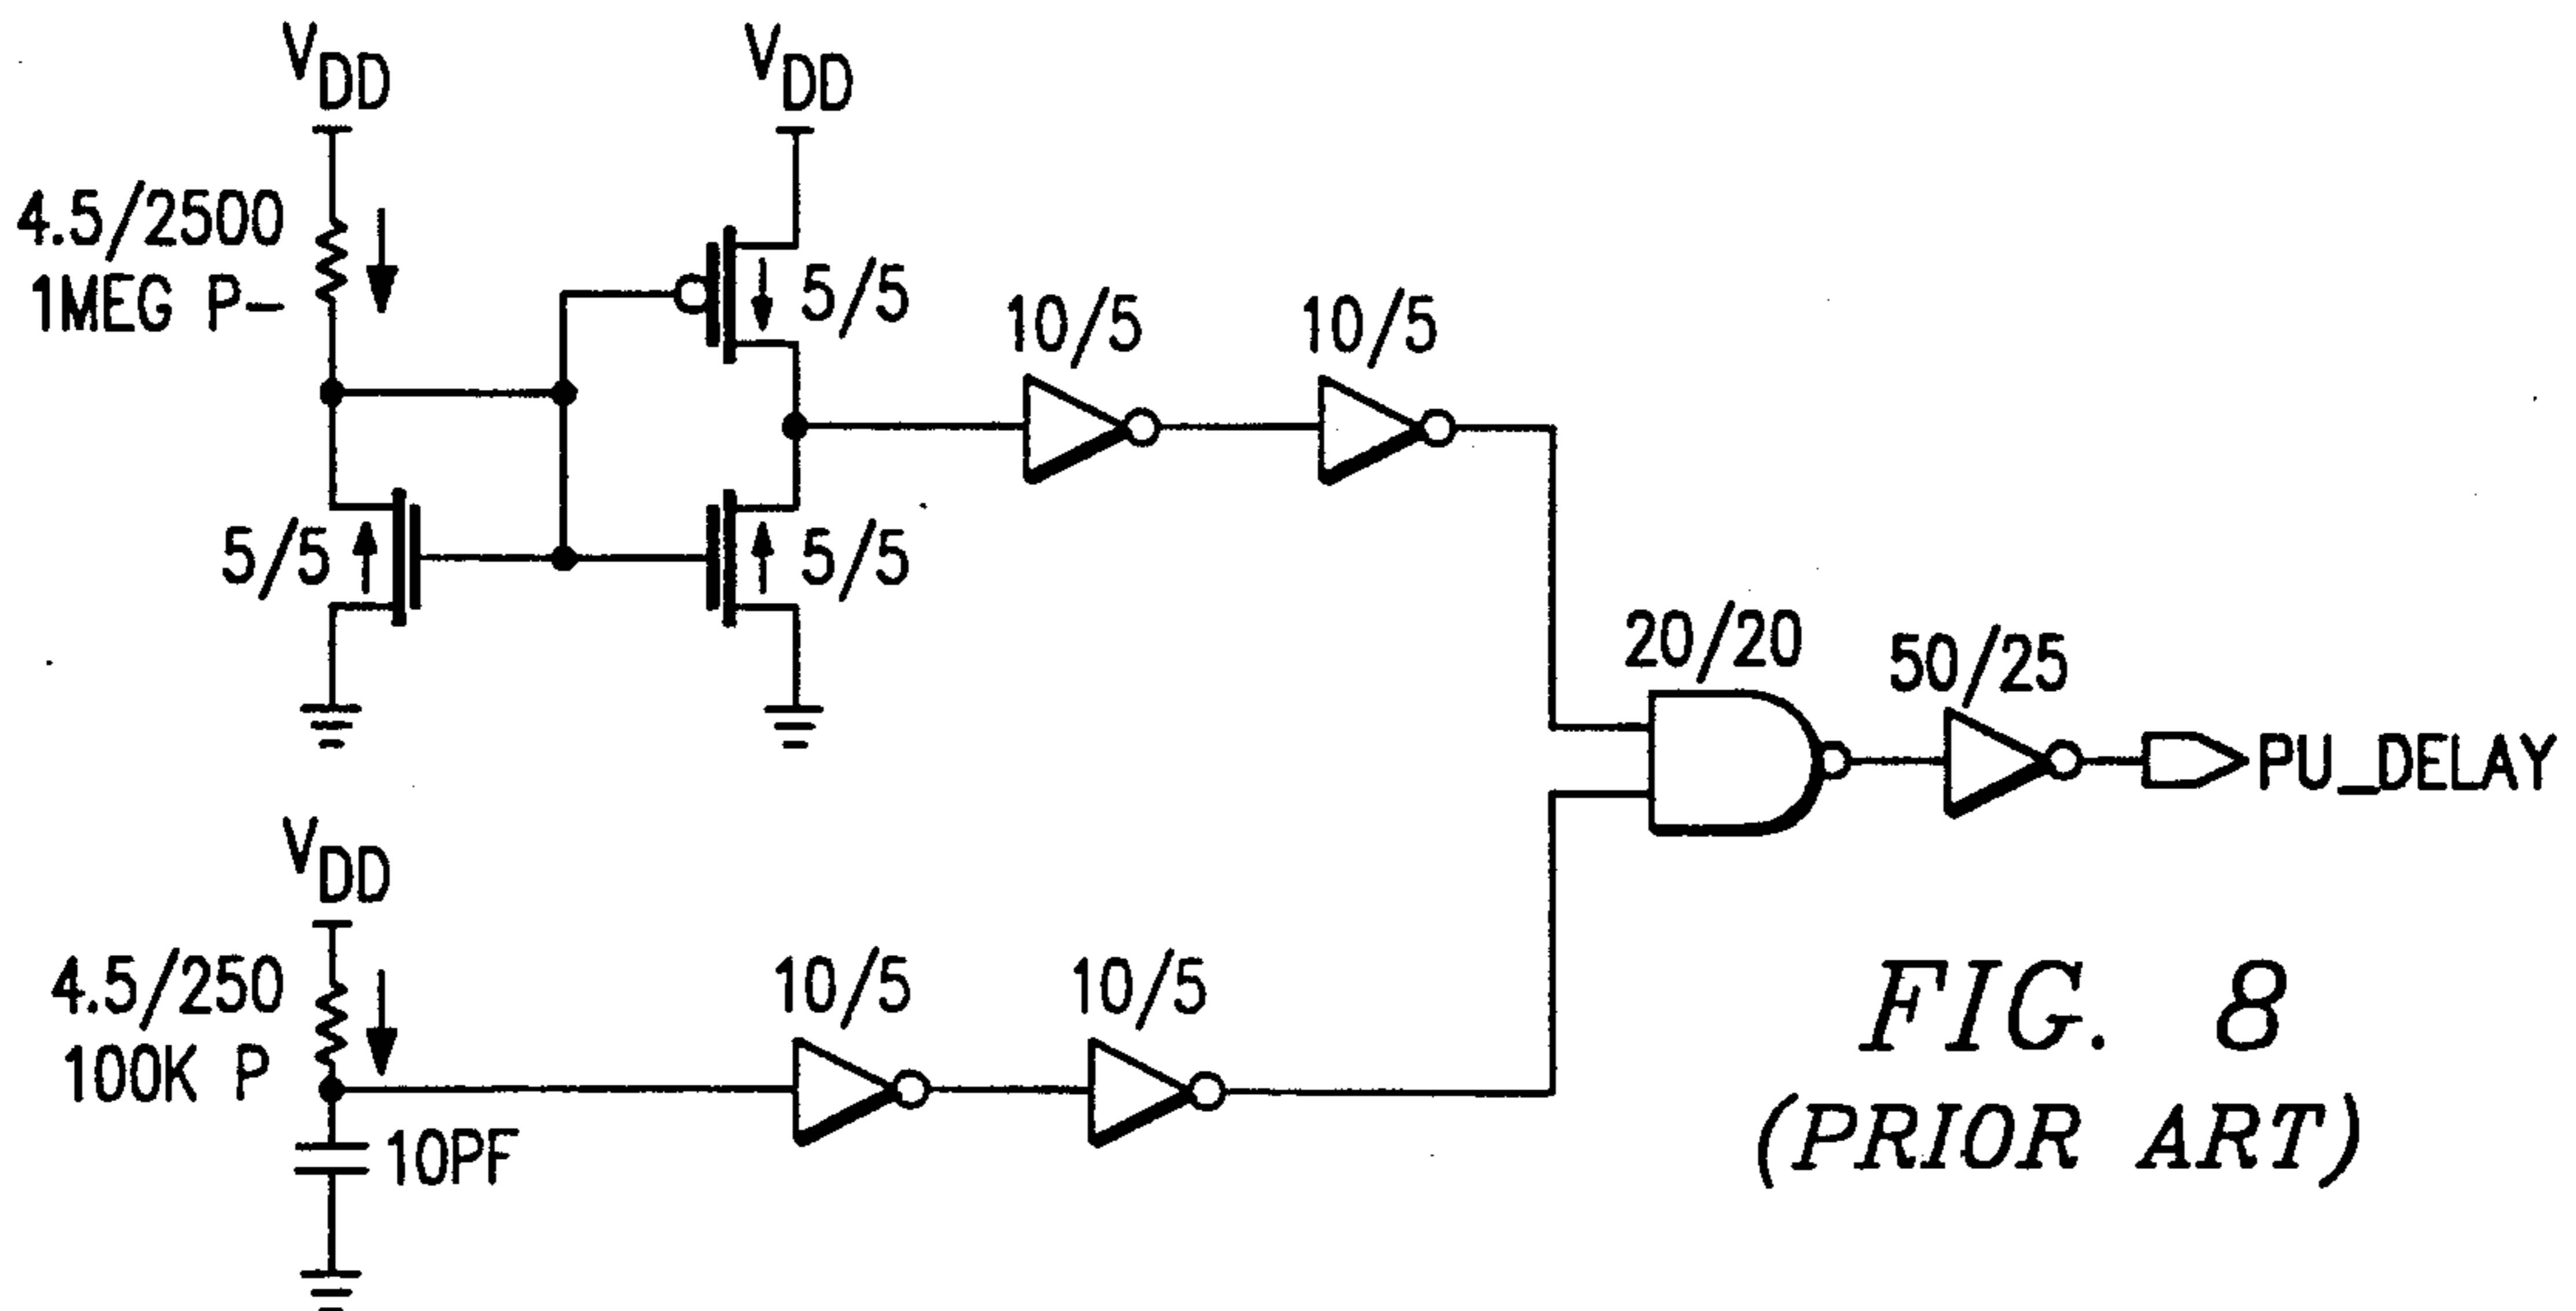 VDD
VDD
4.5/2500
1MEG P-
5/5
10/5
10/5
5/5
5/5
20/20
50/25
PU_DELAY
VDD
4.5/250
100K P
10/5
10/5
10PF
FIG. 8
(PRIOR ART)